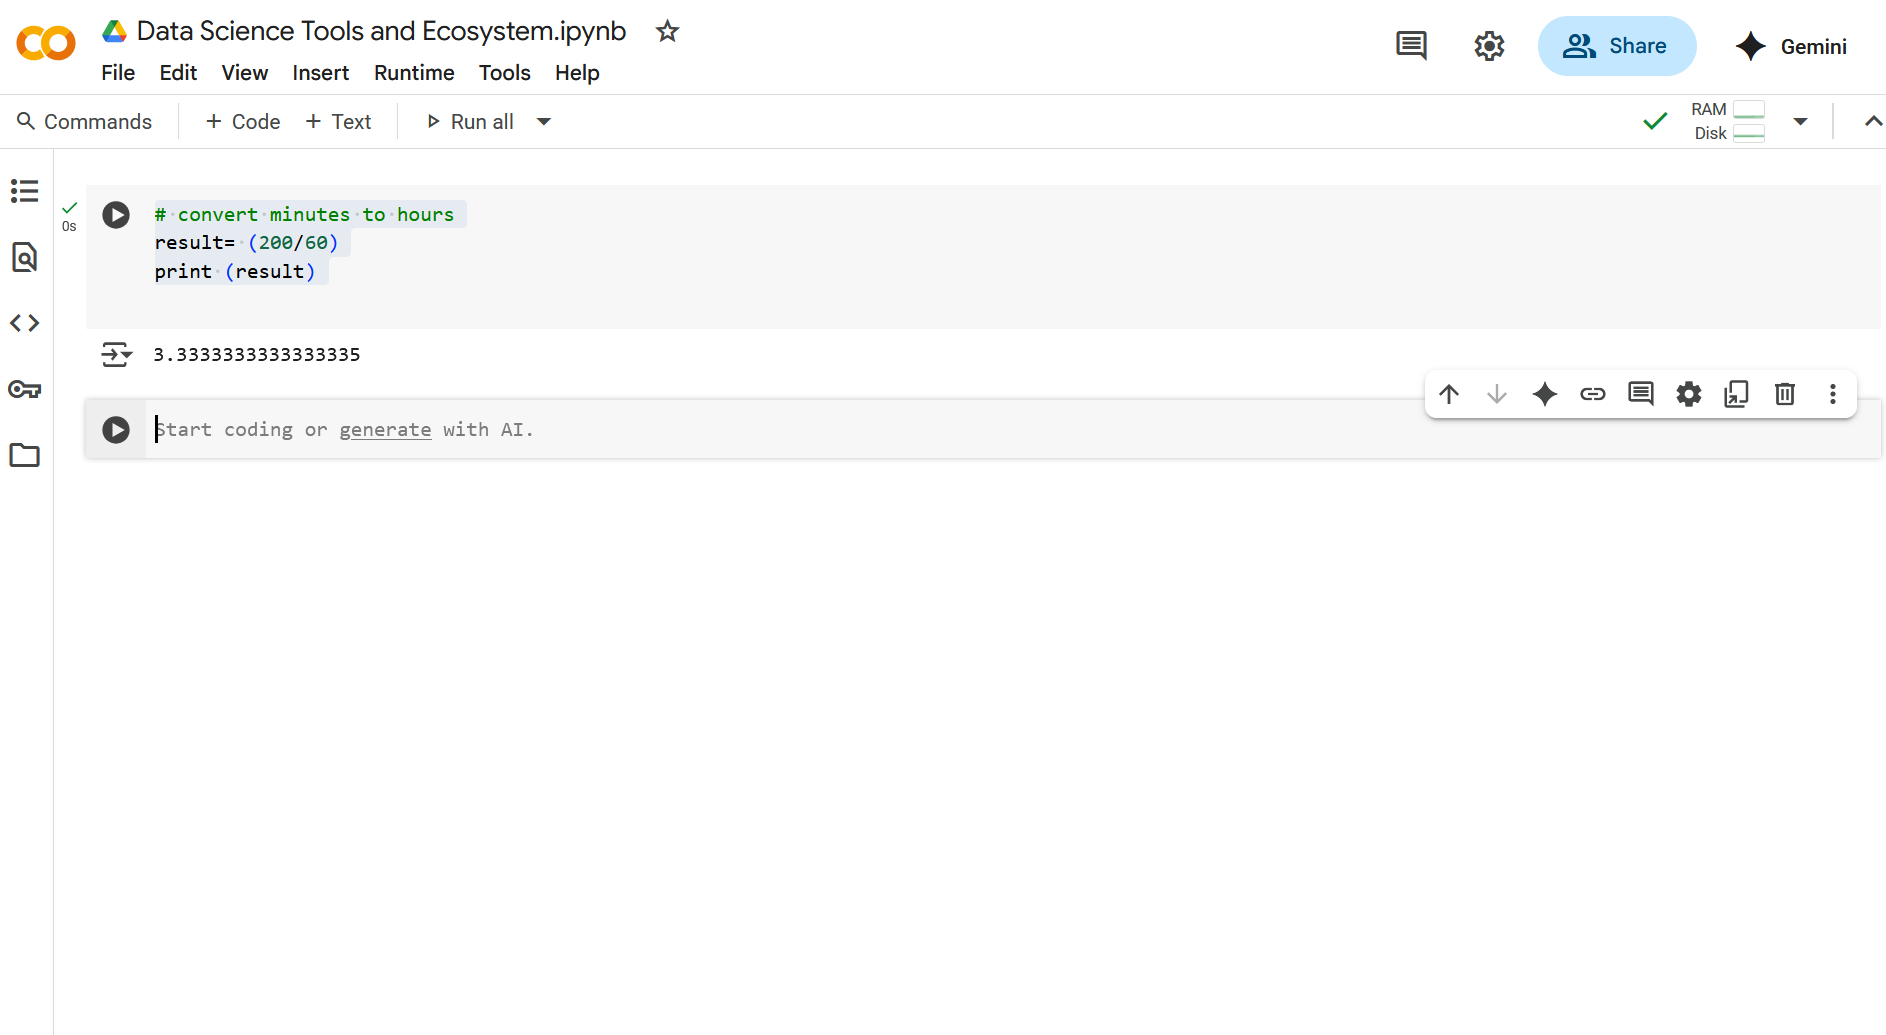 Data Science Tools and Ecosystem.ipynb
File Edit View Insert Runtime Tools Help
Share
Gemini
Commands + Code + Text Run all
RAM
Disk
0s
# convert minutes to hours
result= (200/60)
print (result)
3.3333333333333335
Start coding or generate with AI.